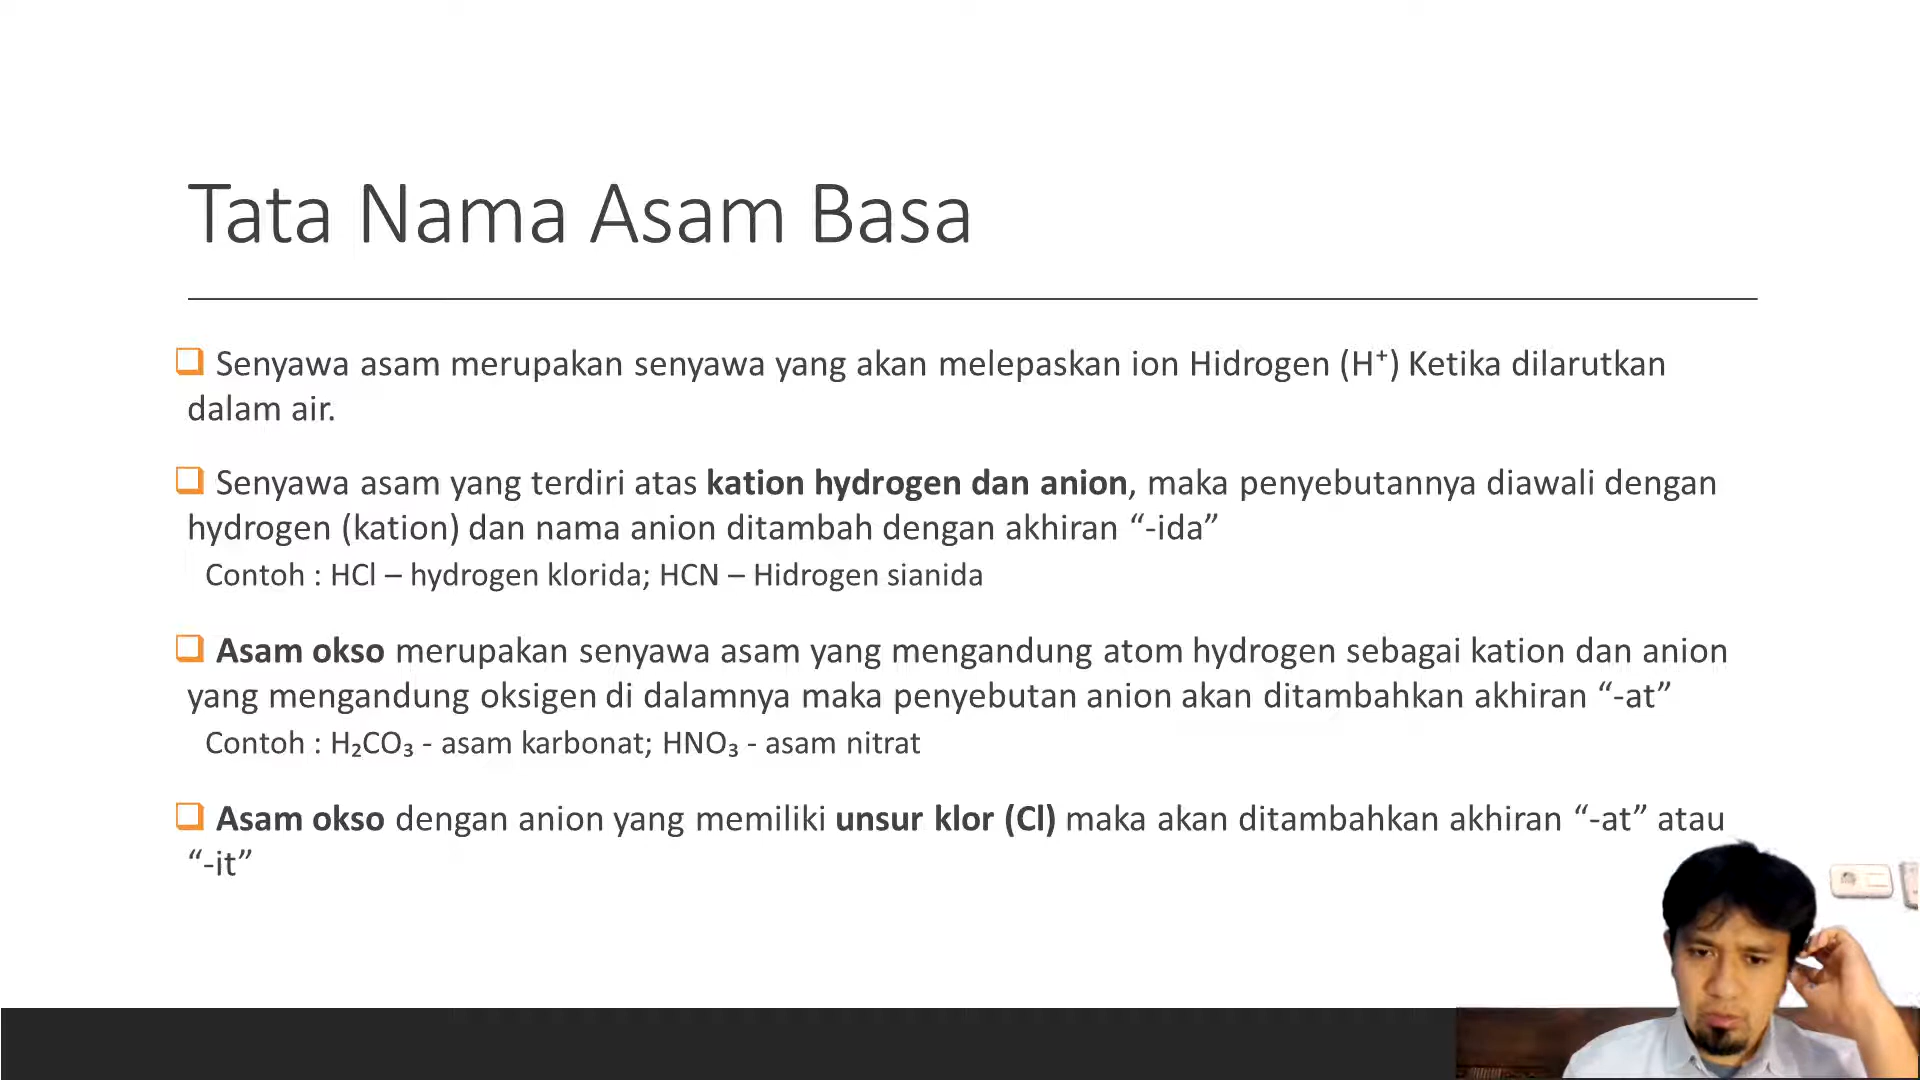 Tata Nama Asam Basa
Senyawa asam merupakan senyawa yang akan melepaskan ion Hidrogen (H⁺) Ketika dilarutkan
dalam air.
Senyawa asam yang terdiri atas kation hydrogen dan anion, maka penyebutannya diawali dengan
hydrogen (kation) dan nama anion ditambah dengan akhiran “-ida”
Contoh : HCl – hydrogen klorida; HCN – Hidrogen sianida
Asam okso merupakan senyawa asam yang mengandung atom hydrogen sebagai kation dan anion
yang mengandung oksigen di dalamnya maka penyebutan anion akan ditambahkan akhiran “-at”
Contoh : H₂CO₃ - asam karbonat; HNO₃ - asam nitrat
Asam okso dengan anion yang memiliki unsur klor (Cl) maka akan ditambahkan akhiran “-at” atau
“-it”